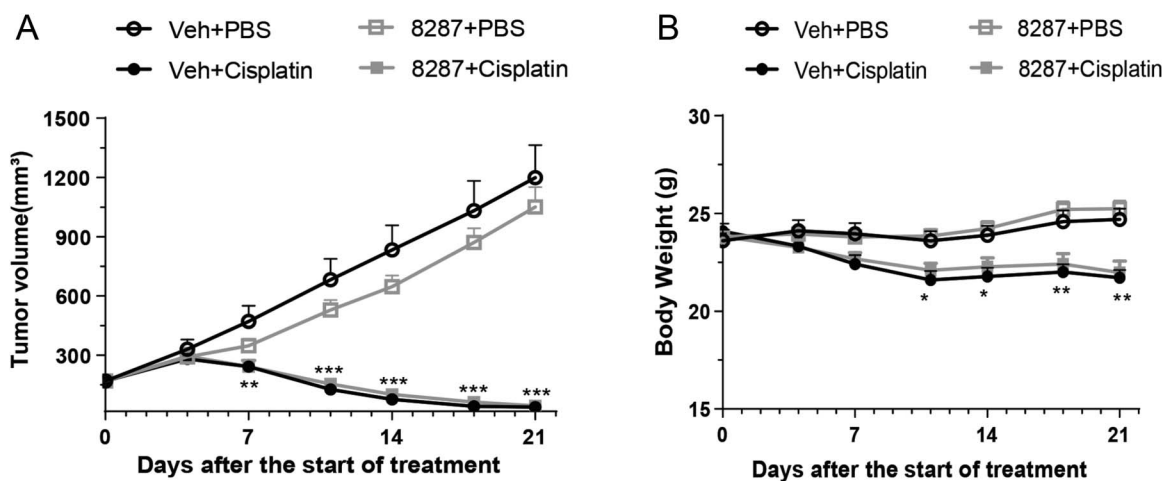 A
Veh+PBS
8287+PBS
Veh+Cisplatin
8287+Cisplatin
Tumor volume(mm³)
1500
1200
900
600
300
**
***
***
***
***
0
7
14
21
Days after the start of treatment
B
Veh+PBS
8287+PBS
Veh+Cisplatin
8287+Cisplatin
Body Weight (g)
30
25
20
15
*
*
**
**
0
7
14
21
Days after the start of treatment